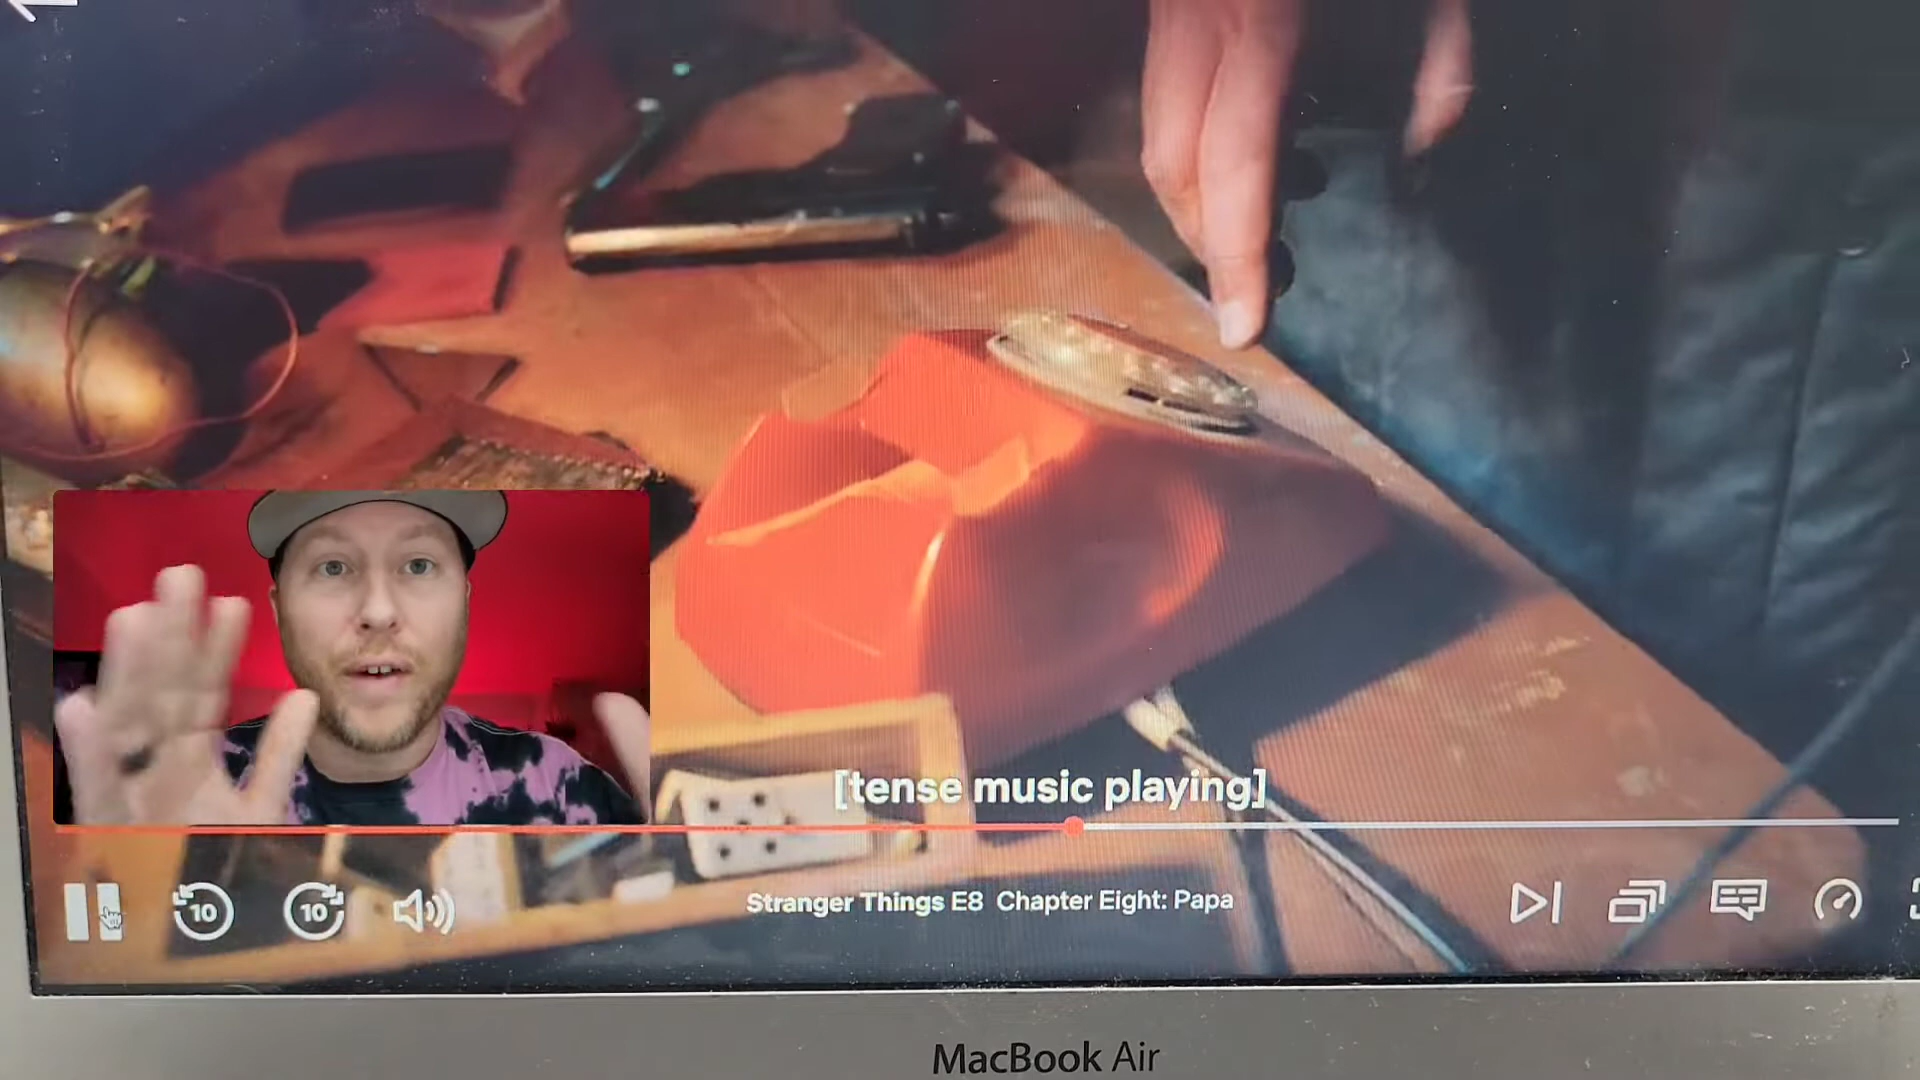 [tense music playing]
10
10
Stranger Things E8 Chapter Eight: Papa
MacBook Air